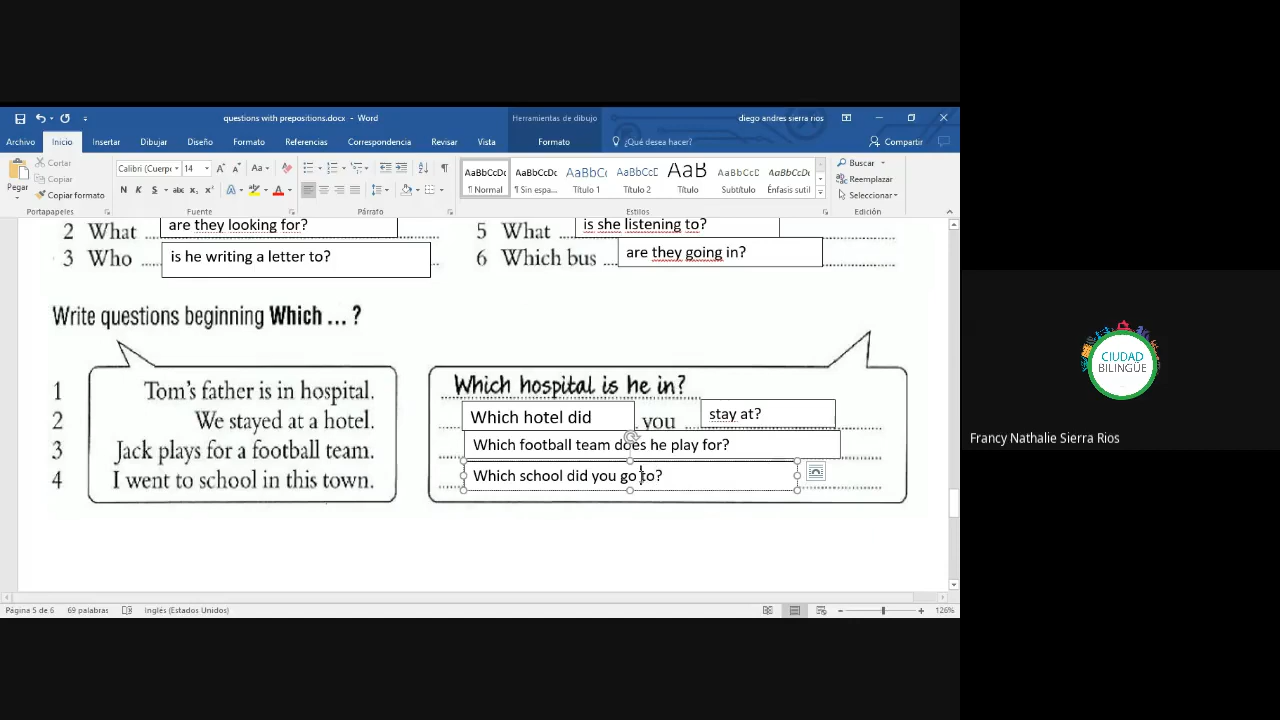 questions with prepositions.docx - Word
Herramientas de dibujo
diego andres sierra rios
Archivo Inicio Insertar Dibujar Diseño Formato Referencias Correspondencia Revisar Vista Formato ¿Qué desea hacer? Compartir
Pegar
Cortar
Copiar
Copiar formato
Calibri (Cuerpo 14
N K S abc x₂ x²
AaBbCcDc AaBbCcDc AaBbCc AaBbCcD AaB AaBbCcD AaBbCcDc
¶ Normal ¶ Sin espa... Título 1 Título 2 Título Subtítulo Énfasis sutil
Buscar
Reemplazar
Seleccionar
Portapapeles Fuente Párrafo Estilos Edición
2 What are they looking for?
5 What is she listening to?
3 Who is he writing a letter to?
6 Which bus are they going in?
Write questions beginning Which ... ?
1 Tom's father is in hospital.
Which hospital is he in?
2 We stayed at a hotel.
Which hotel did you stay at?
3 Jack plays for a football team.
Which football team does he play for?
4 I went to school in this town.
Which school did you go to?
Página 5 de 6 69 palabras Inglés (Estados Unidos) 126%
CIUDAD
BILINGÜE
Francy Nathalie Sierra Rios